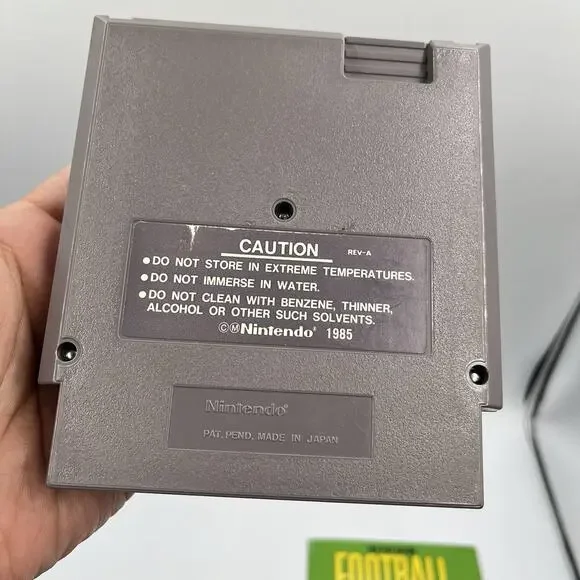 CAUTION REV-A
•DO NOT STORE IN EXTREME TEMPERATURES.
•DO NOT IMMERSE IN WATER.
•DO NOT CLEAN WITH BENZENE, THINNER,
ALCOHOL OR OTHER SUCH SOLVENTS.
©ⓂNintendo® 1985
Nintendo®
PAT. PEND. MADE IN JAPAN
FOOTBALL